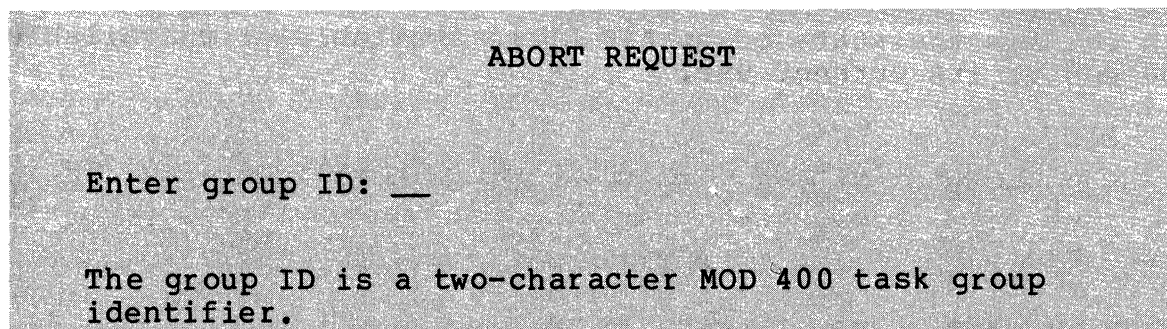 ABORT REQUEST
Enter group ID: __
The group ID is a two-character MOD 400 task group
identifier.